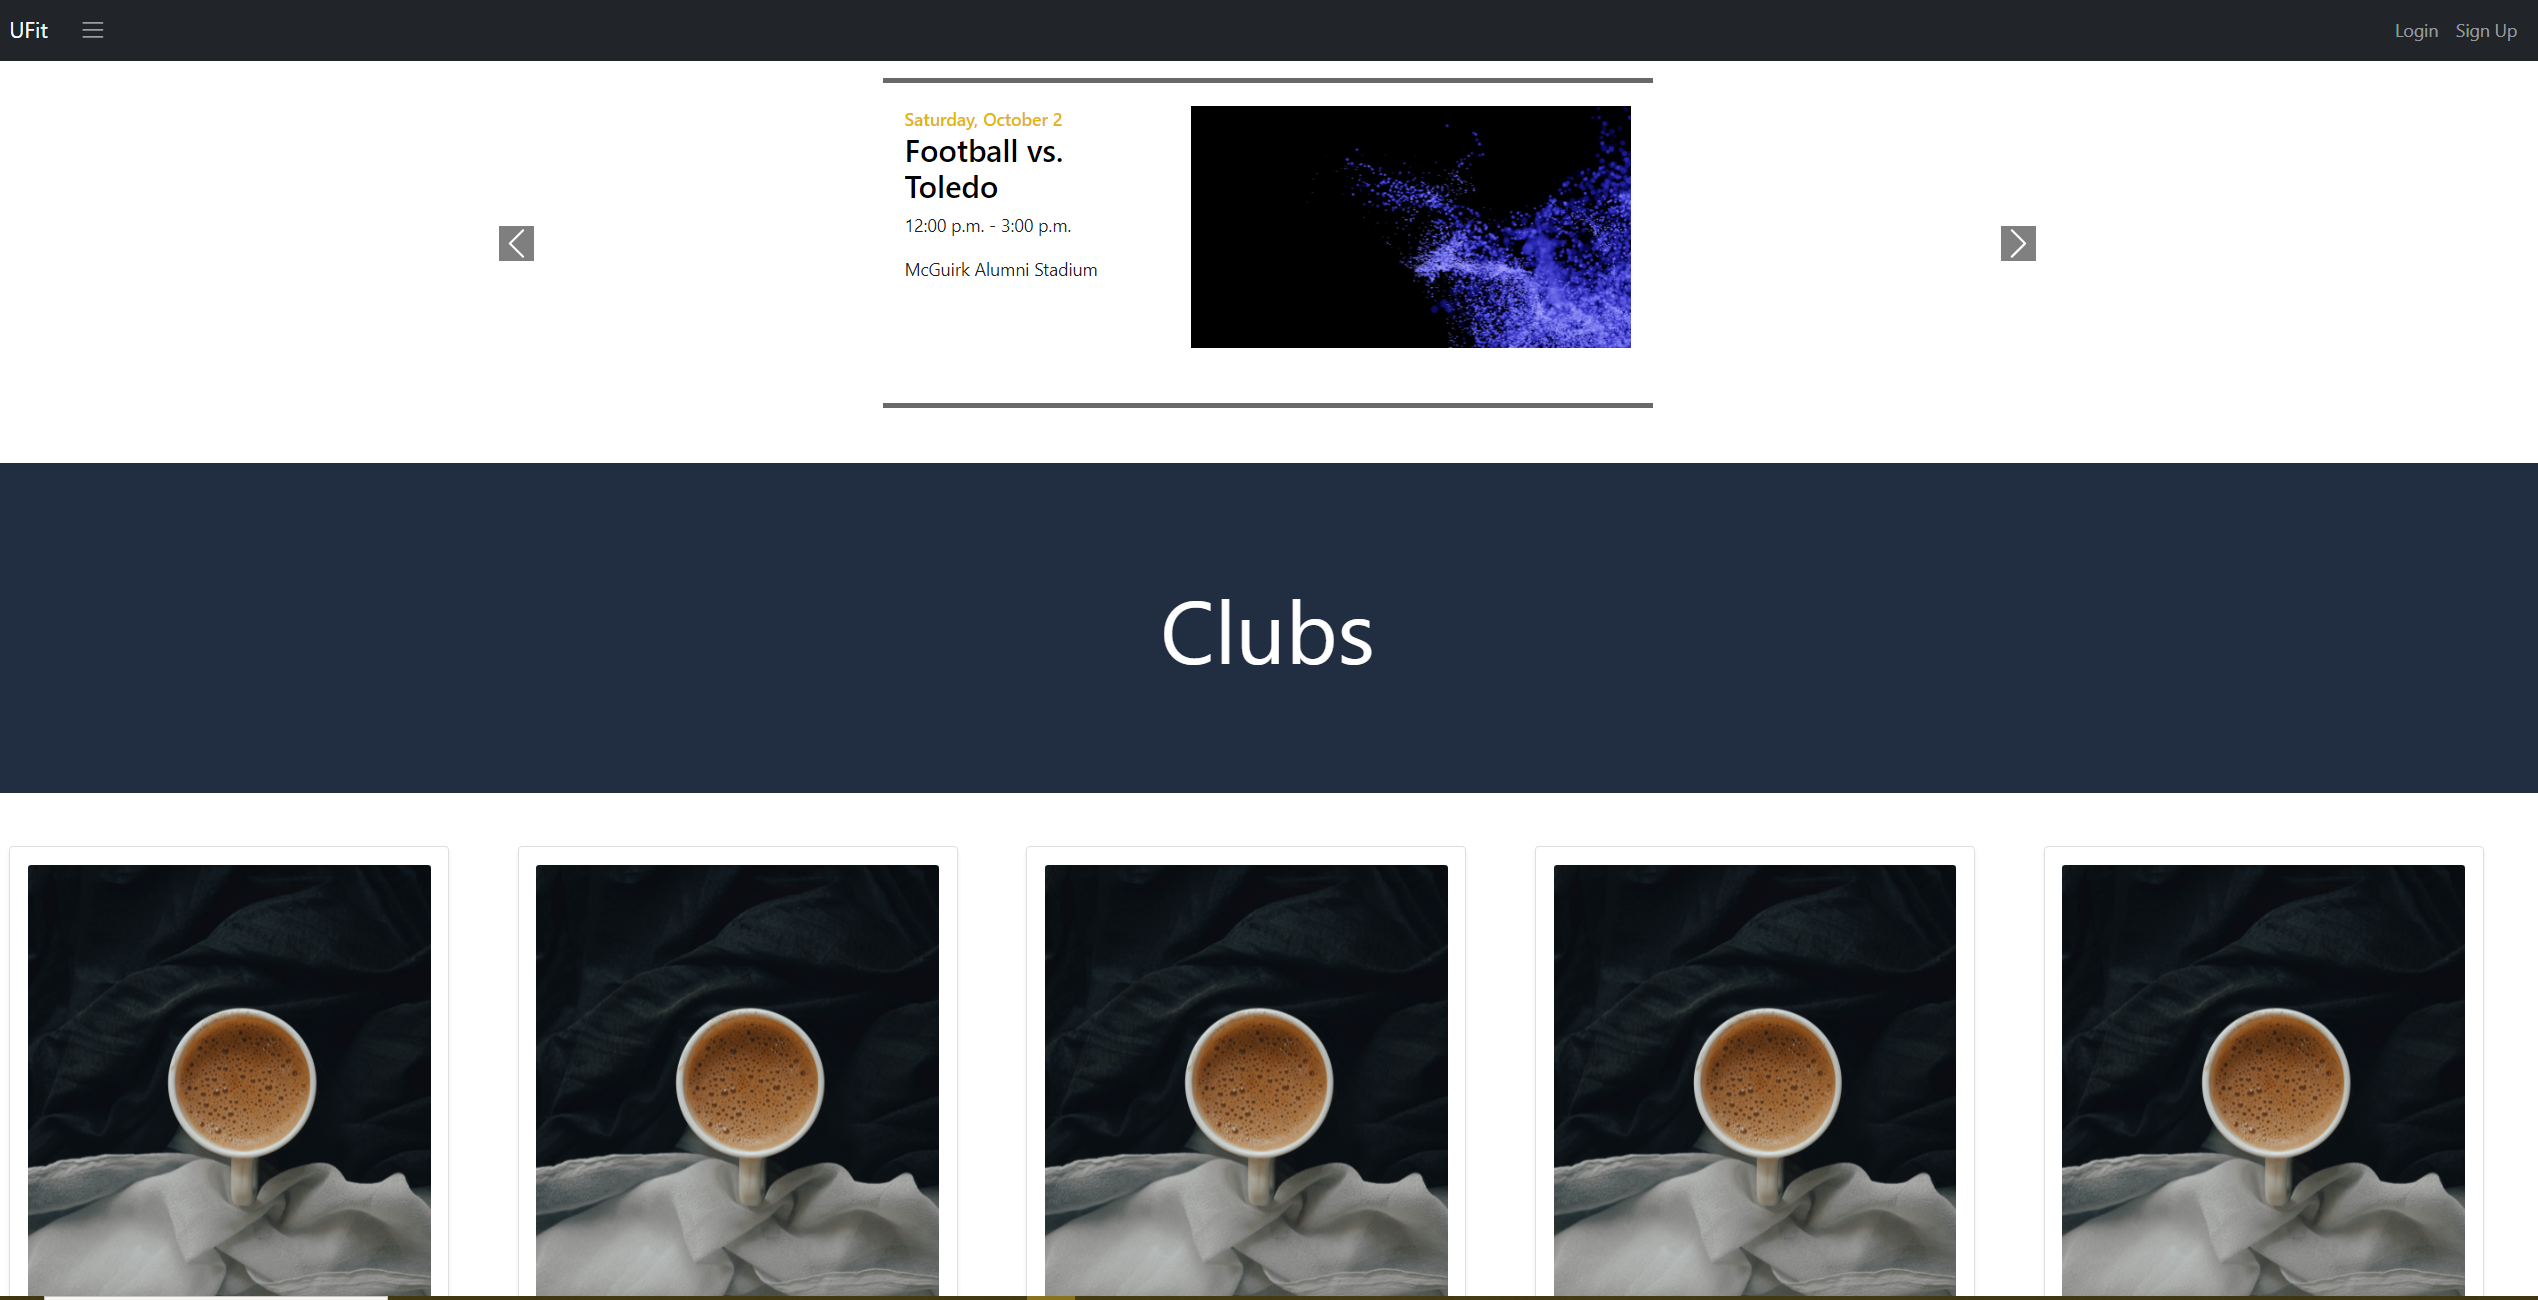 UFit
Login Sign Up
Saturday, October 2
Football vs.
Toledo
12:00 p.m. - 3:00 p.m.
McGuirk Alumni Stadium
Clubs